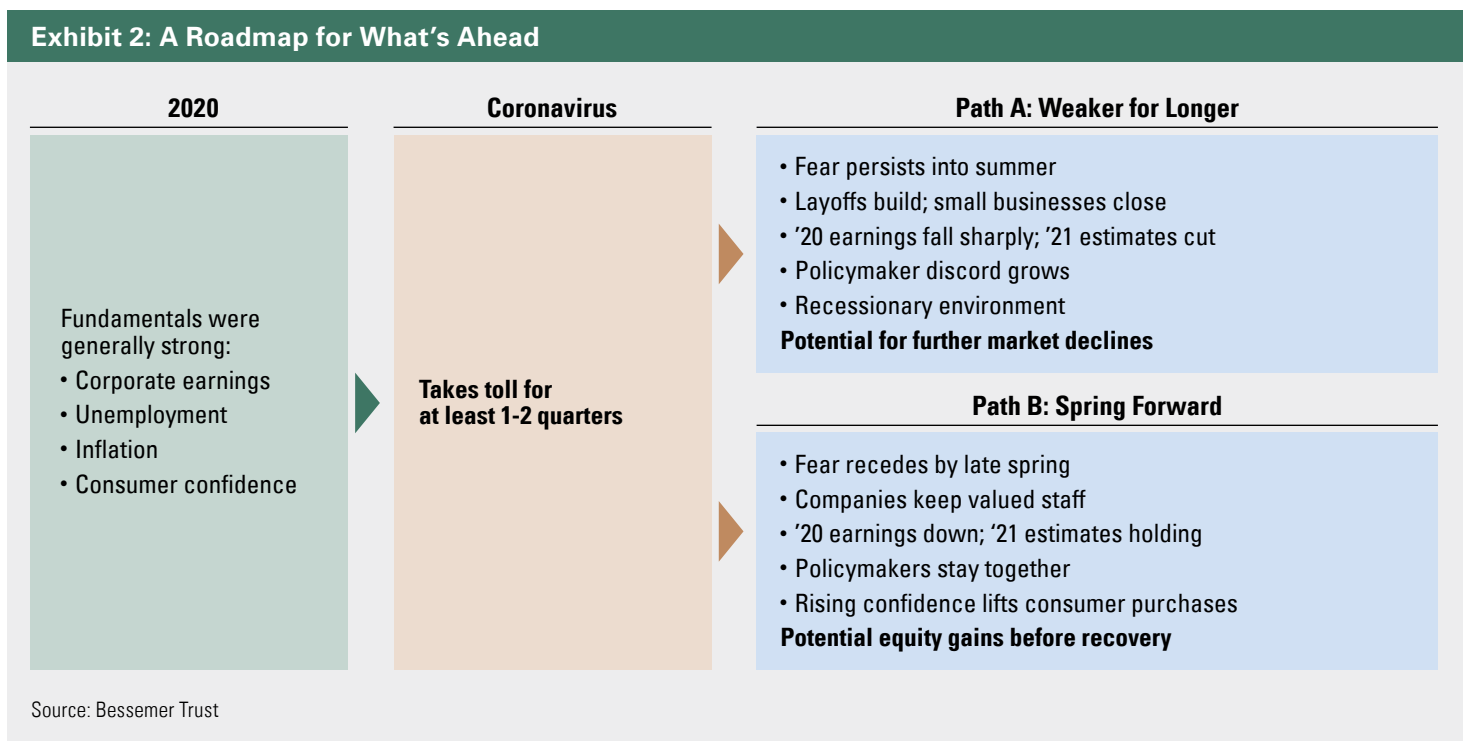 Exhibit 2: A Roadmap for What’s Ahead
2020
Fundamentals were
generally strong:
• Corporate earnings
• Unemployment
• Inflation
• Consumer confidence
Coronavirus
Takes toll for
at least 1-2 quarters
Path A: Weaker for Longer
• Fear persists into summer
• Layoffs build; small businesses close
• ’20 earnings fall sharply; ’21 estimates cut
• Policymaker discord grows
• Recessionary environment
Potential for further market declines
Path B: Spring Forward
• Fear recedes by late spring
• Companies keep valued staff
• ’20 earnings down; ‘21 estimates holding
• Policymakers stay together
• Rising confidence lifts consumer purchases
Potential equity gains before recovery
Source: Bessemer Trust